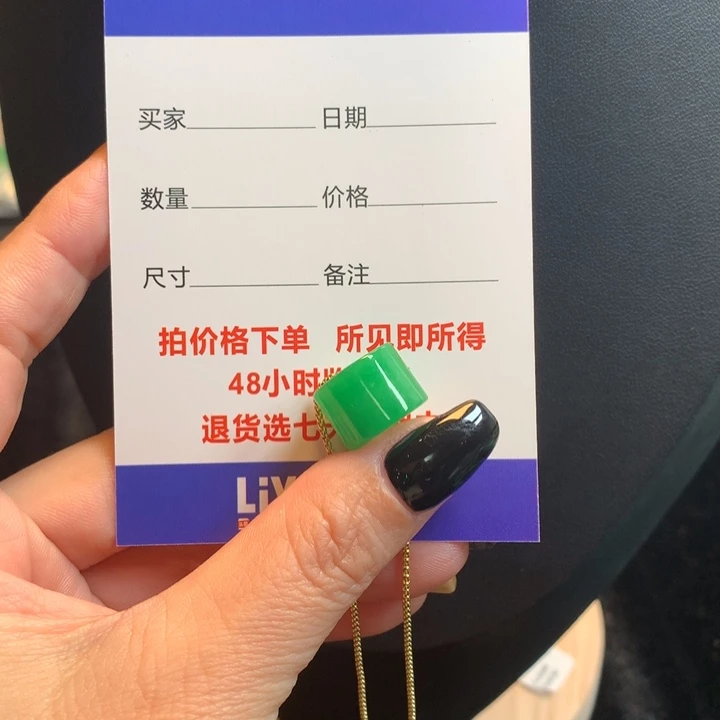 买家 日期
数量 价格
尺寸 备注
拍价格下单 所见即所得
48小时
退货选七
LiV